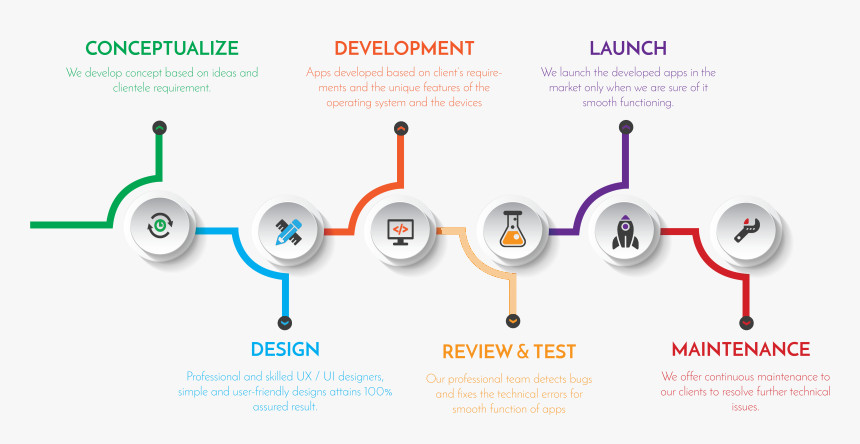 CONCEPTUALIZE
We develop concept based on ideas and
clientele requirement.
DEVELOPMENT
Apps developed based on client's require-
ments and the unique features of the
operating system and the devices
LAUNCH
We launch the developed apps in the
market only when we are sure of it
smooth functioning.
</>
DESIGN
Professional and skilled UX / UI designers,
simple and user-friendly designs attains 100%
assured result.
REVIEW & TEST
Our professional team detects bugs
and fixes the technical errors for
smooth function of apps
MAINTENANCE
We offer continuous maintenance to
our clients to resolve further technical
issues.